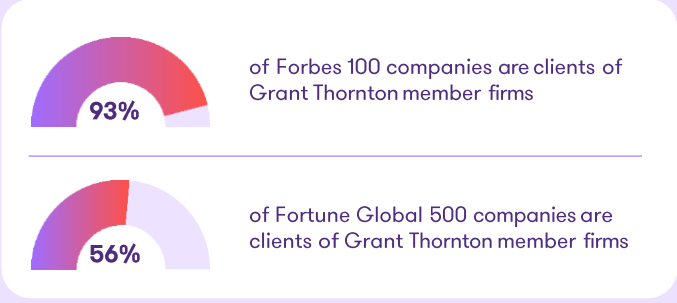 93%
of Forbes 100 companies are clients of
Grant Thornton member firms
56%
of Fortune Global 500 companies are
clients of Grant Thornton member firms